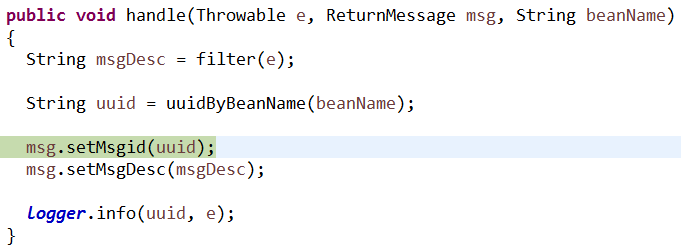 public void handle(Throwable e, ReturnMessage msg, String beanName)
{
String msgDesc = filter(e);
String uuid = uuidByBeanName(beanName);
msg.setMsgid(uuid);
msg.setMsgDesc(msgDesc);
logger.info(uuid, e);
}